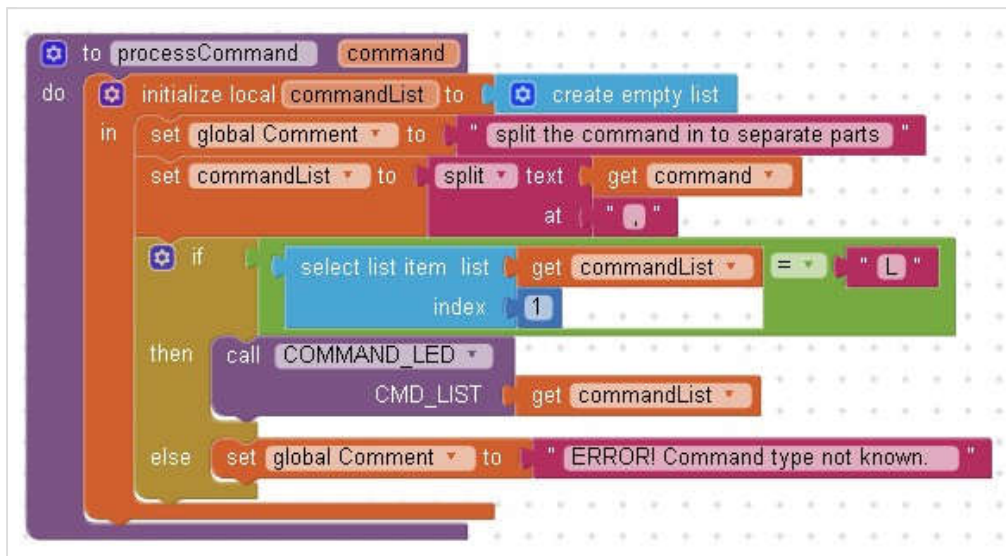 to processCommand command
do initialize local commandList to create empty list
in set global Comment to " split the command in to separate parts "
set commandList to split text get command
at " , "
if select list item list get commandList = " L "
index 1
then call COMMAND_LED
CMD_LIST get commandList
else set global Comment to " ERROR! Command type not known. "